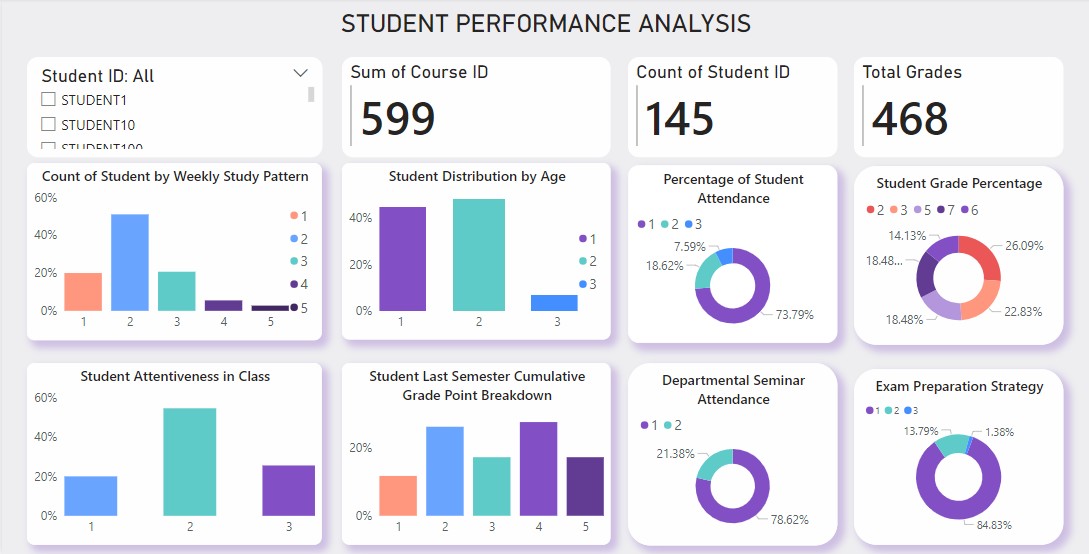 STUDENT PERFORMANCE ANALYSIS
Student ID: All
STUDENT1
STUDENT10
STUDENT100
Sum of Course ID
599
Count of Student ID
145
Total Grades
468
Count of Student by Weekly Study Pattern
60%
40%
20%
0%
1 2 3 4 5
1
2
3
4
5
Student Distribution by Age
40%
20%
0%
1 2 3
1
2
3
Percentage of Student
Attendance
1 2 3
7.59%
18.62%
73.79%
Student Grade Percentage
2 3 5 7 6
14.13%
26.09%
18.48...
18.48%
22.83%
Student Attentiveness in Class
60%
40%
20%
0%
1 2 3
Student Last Semester Cumulative
Grade Point Breakdown
20%
0%
1 2 3 4 5
Departmental Seminar
Attendance
1 2
21.38%
78.62%
Exam Preparation Strategy
1 2 3
13.79%
1.38%
84.83%